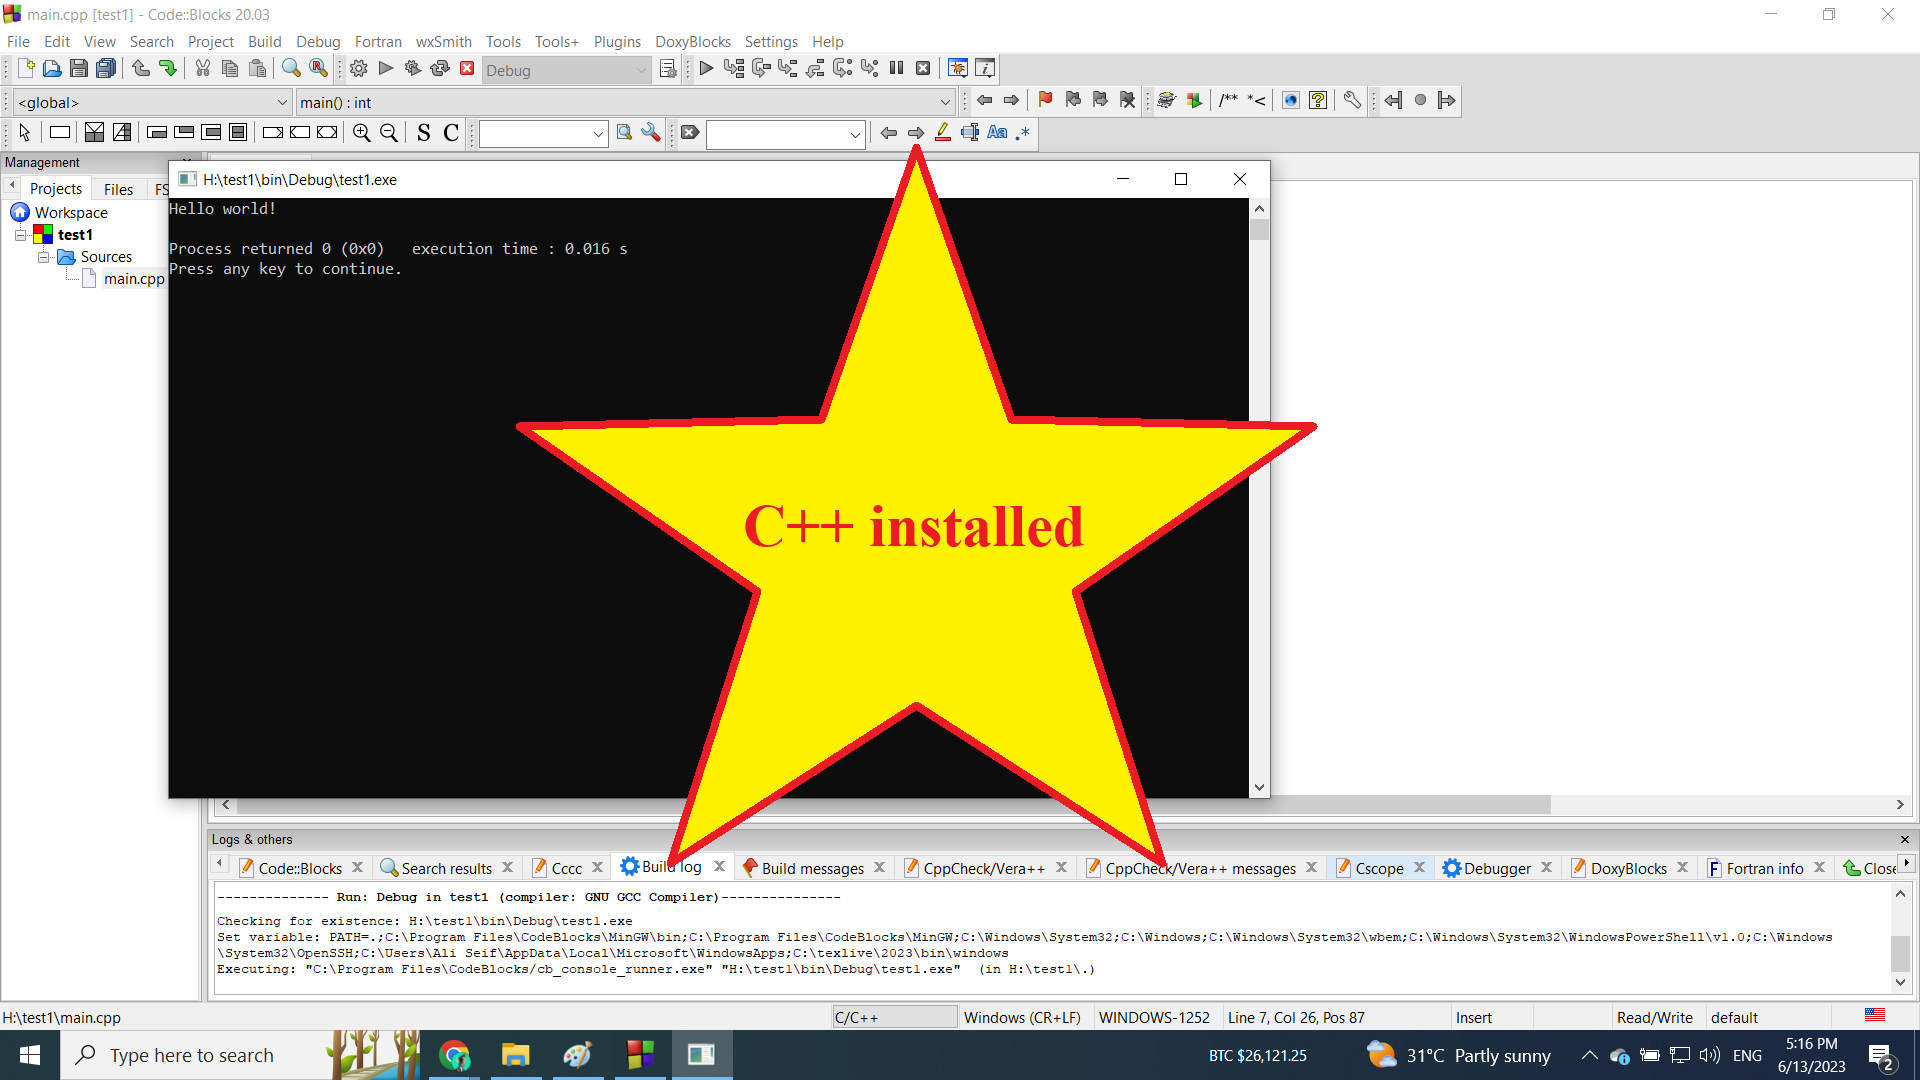 main.cpp [test1] - Code::Blocks 20.03
File Edit View Search Project Build Debug Fortran wxSmith Tools Tools+ Plugins DoxyBlocks Settings Help
Debug
<global> main() : int /** *<
S C Aa .*
Management
Projects Files FS
H:\test1\bin\Debug\test1.exe
Workspace
test1
Sources
main.cpp
Hello world!
Process returned 0 (0x0)   execution time : 0.016 s
Press any key to continue.
C++ installed
Logs & others
Code::Blocks Search results Cccc Build log Build messages CppCheck/Vera++ CppCheck/Vera++ messages Cscope Debugger DoxyBlocks Fortran info Close
-------------- Run: Debug in test1 (compiler: GNU GCC Compiler)---------------
Checking for existence: H:\test1\bin\Debug\test1.exe
Set variable: PATH=.;C:\Program Files\CodeBlocks\MinGW\bin;C:\Program Files\CodeBlocks\MinGW;C:\Windows\System32;C:\Windows;C:\Windows\System32\wbem;C:\Windows\System32\WindowsPowerShell\v1.0;C:\Windows
\System32\OpenSSH;C:\Users\Ali Seif\AppData\Local\Microsoft\WindowsApps;C:\texlive\2023\bin\windows
Executing: "C:\Program Files\CodeBlocks/cb_console_runner.exe" "H:\test1\bin\Debug\test1.exe"  (in H:\test1\.)
H:\test1\main.cpp C/C++ Windows (CR+LF) WINDOWS-1252 Line 7, Col 26, Pos 87 Insert Read/Write default
Type here to search BTC $26,121.25 31°C Partly sunny ENG 5:16 PM
6/13/2023 2